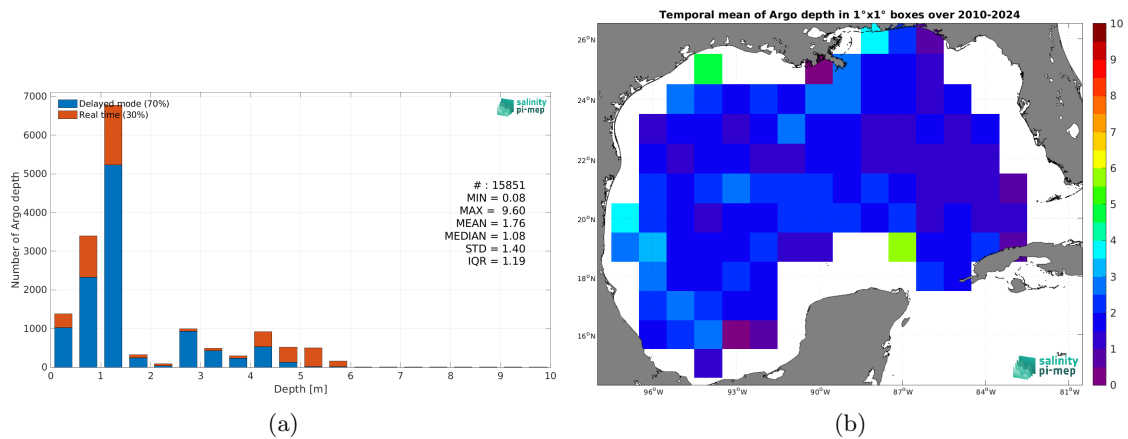 Temporal mean of Argo depth in 1°x1° boxes over 2010-2024
Number of Argo depth
7000
6000
5000
4000
3000
2000
1000
0
Delayed mode (70%)
Real time (30%)
salinity
pi-mep
# : 15851
MIN = 0.08
MAX = 9.60
MEAN = 1.76
MEDIAN = 1.08
STD = 1.40
IQR = 1.19
0 1 2 3 4 5 6 7 8 9 10
Depth [m]
(a)
26°N
24°N
22°N
20°N
18°N
16°N
96°W 93°W 90°W 87°W 84°W 81°W
salinity
pi-mep
10
9
8
7
6
5
4
3
2
1
0
(b)